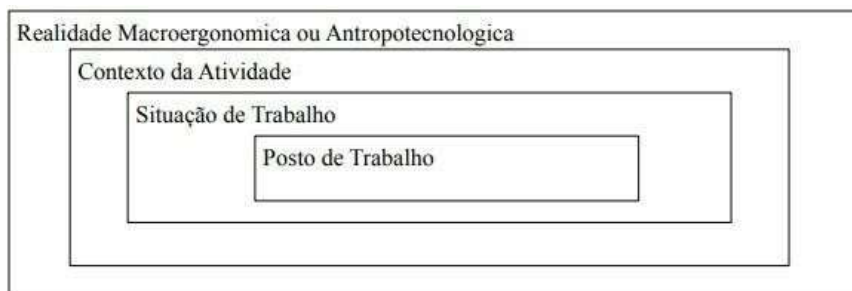 Realidade Macroergonomica ou Antropotecnologica
Contexto da Atividade
Situação de Trabalho
Posto de Trabalho